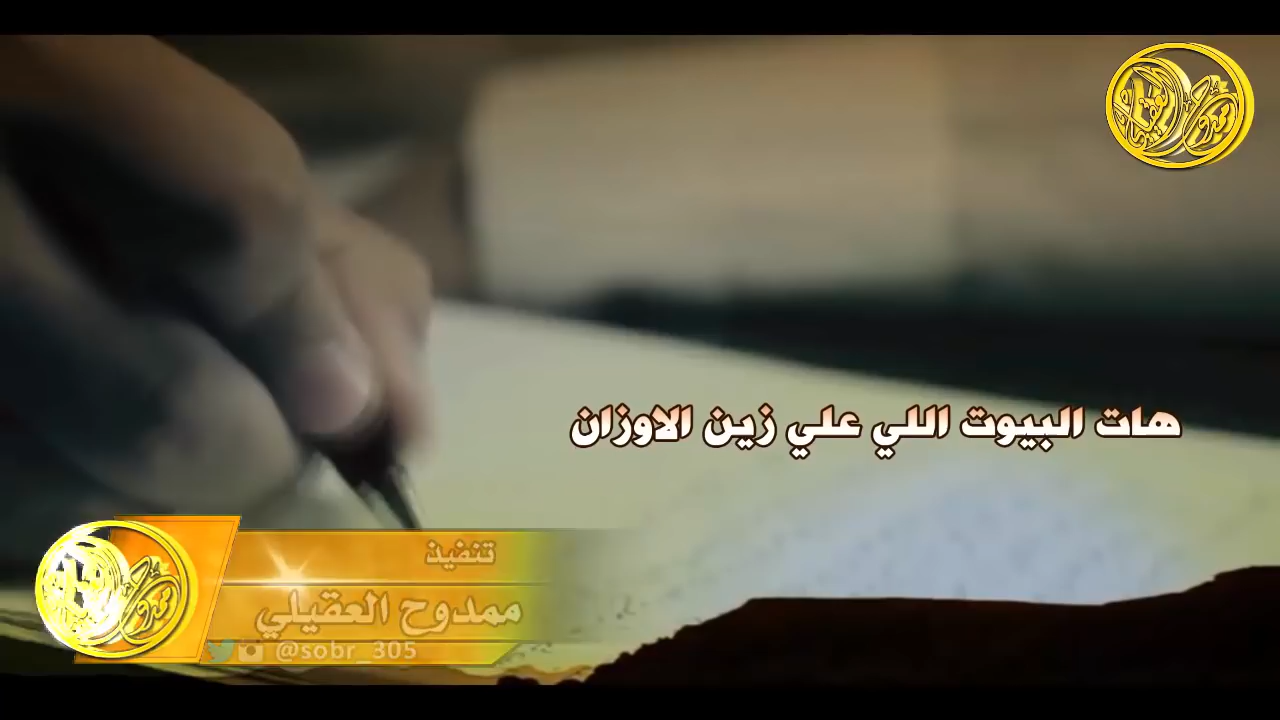 هات البيوت اللي علي زين الاوزان
تنفيذ
ممدوح العقيلي
@sobr_305